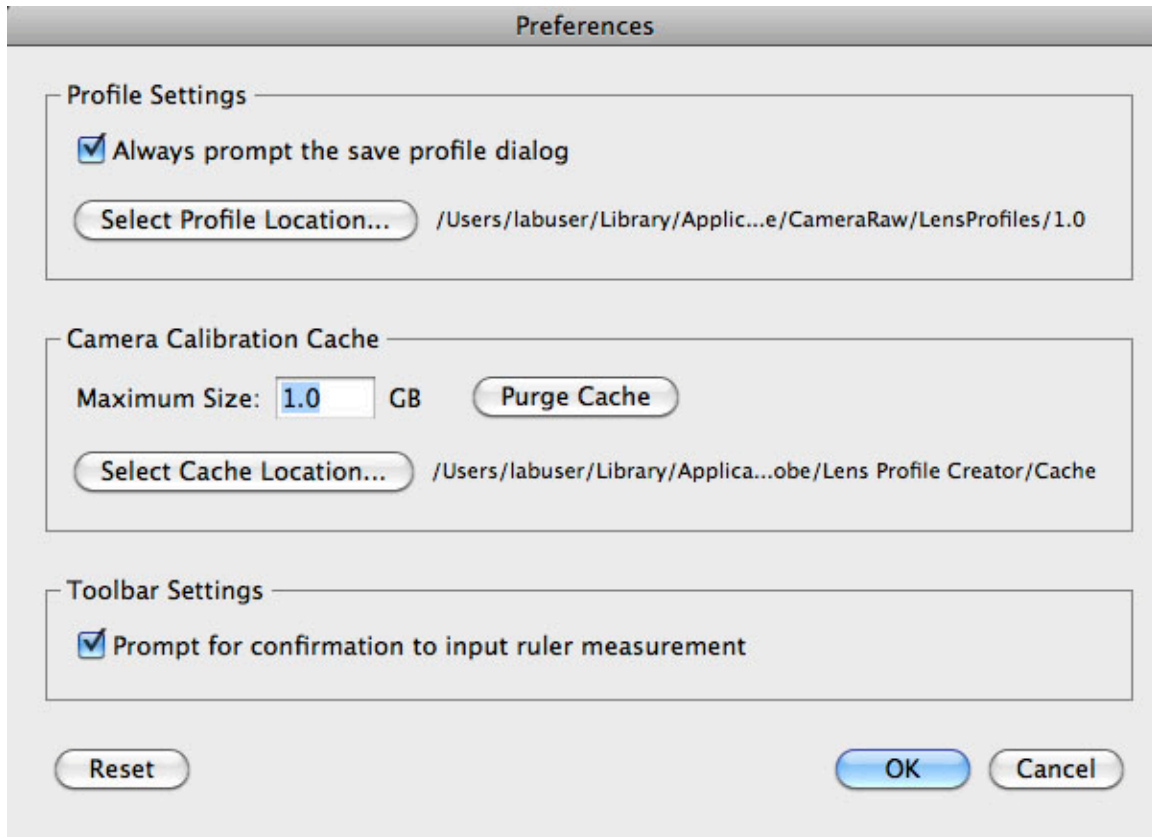 Preferences
Profile Settings
Always prompt the save profile dialog
Select Profile Location... /Users/labuser/Library/Applic...e/CameraRaw/LensProfiles/1.0
Camera Calibration Cache
Maximum Size: 1.0 GB Purge Cache
Select Cache Location... /Users/labuser/Library/Applica...obe/Lens Profile Creator/Cache
Toolbar Settings
Prompt for confirmation to input ruler measurement
Reset OK Cancel